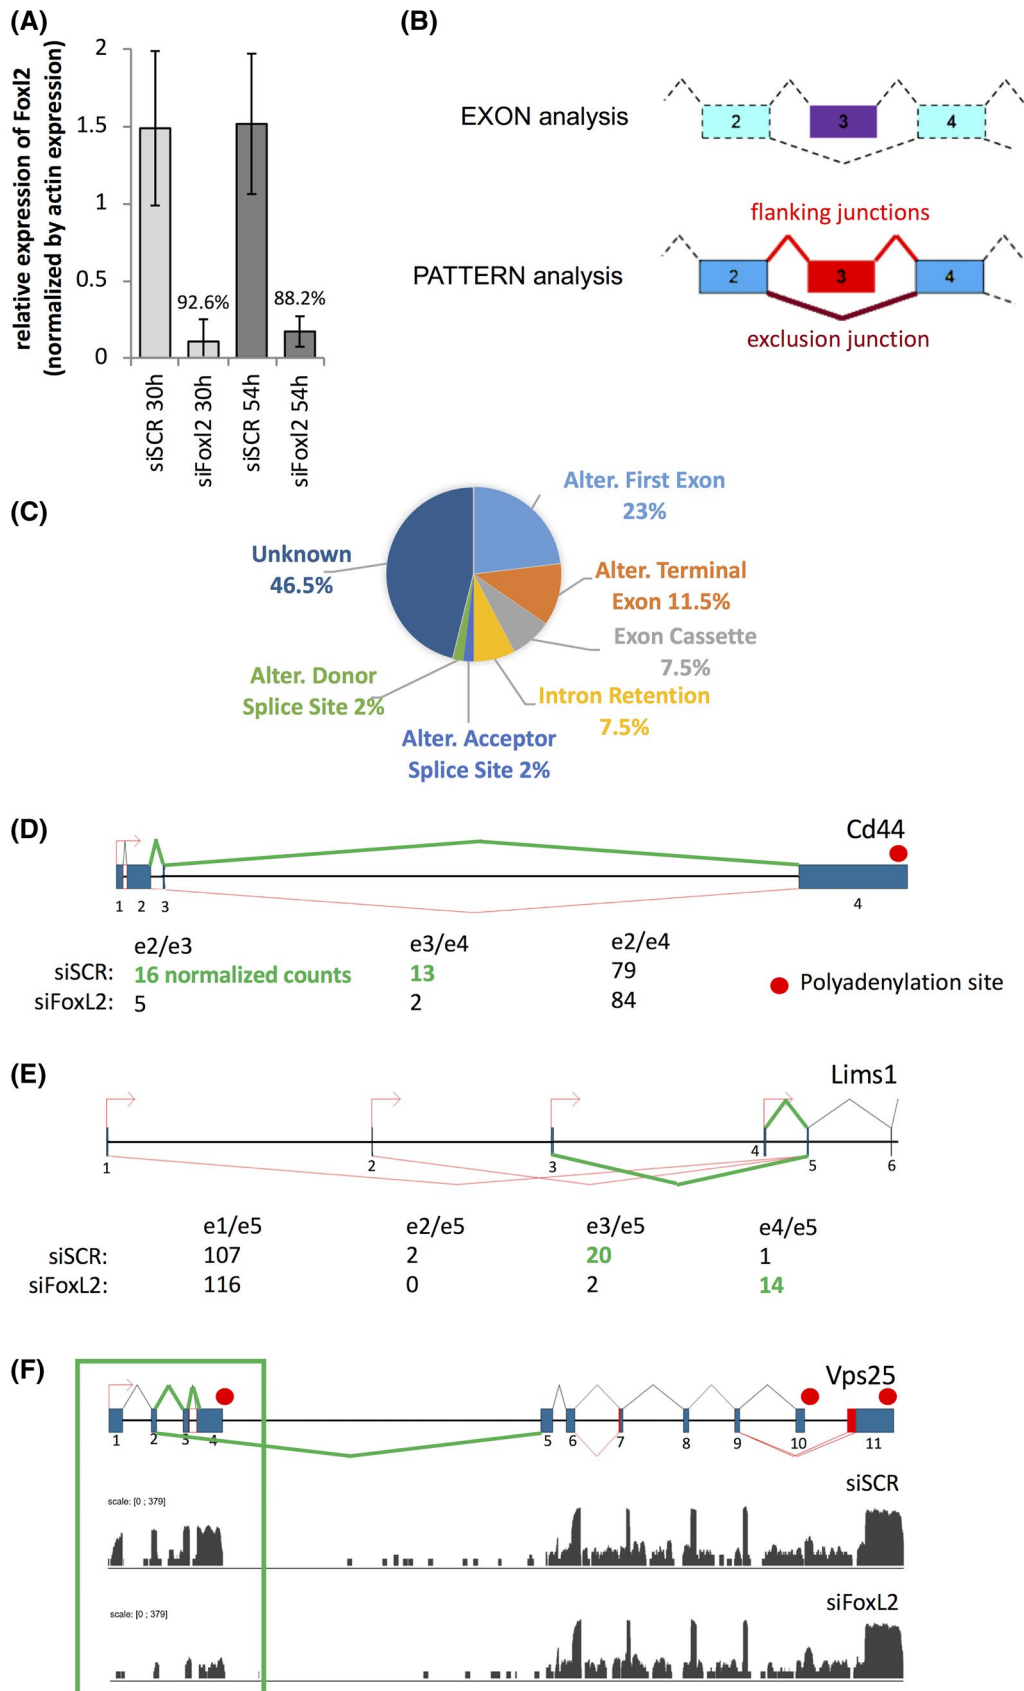 (A)
relative expression of Foxl2
(normalized by actin expression)
2
1.5
1
0.5
0
92.6%
88.2%
siSCR 30h
siFoxl2 30h
siSCR 54h
siFoxl2 54h
(B)
EXON analysis
2
3
4
flanking junctions
PATTERN analysis
2
3
4
exclusion junction
(C)
Alter. First Exon
23%
Unknown
46.5%
Alter. Terminal
Exon 11.5%
Exon Cassette
7.5%
Alter. Donor
Splice Site 2%
Intron Retention
7.5%
Alter. Acceptor
Splice Site 2%
(D)
Cd44
1 2 3
4
e2/e3 e3/e4 e2/e4
siSCR: 16 normalized counts 13 79
siFoxL2: 5 2 84
Polyadenylation site
(E)
Lims1
1 2 3 4 5 6
e1/e5 e2/e5 e3/e5 e4/e5
siSCR: 107 2 20 1
siFoxL2: 116 0 2 14
(F)
Vps25
1 2 3 4 5 6 7 8 9 10 11
siSCR
scale: [0 ; 379]
siFoxL2
scale: [0 ; 379]